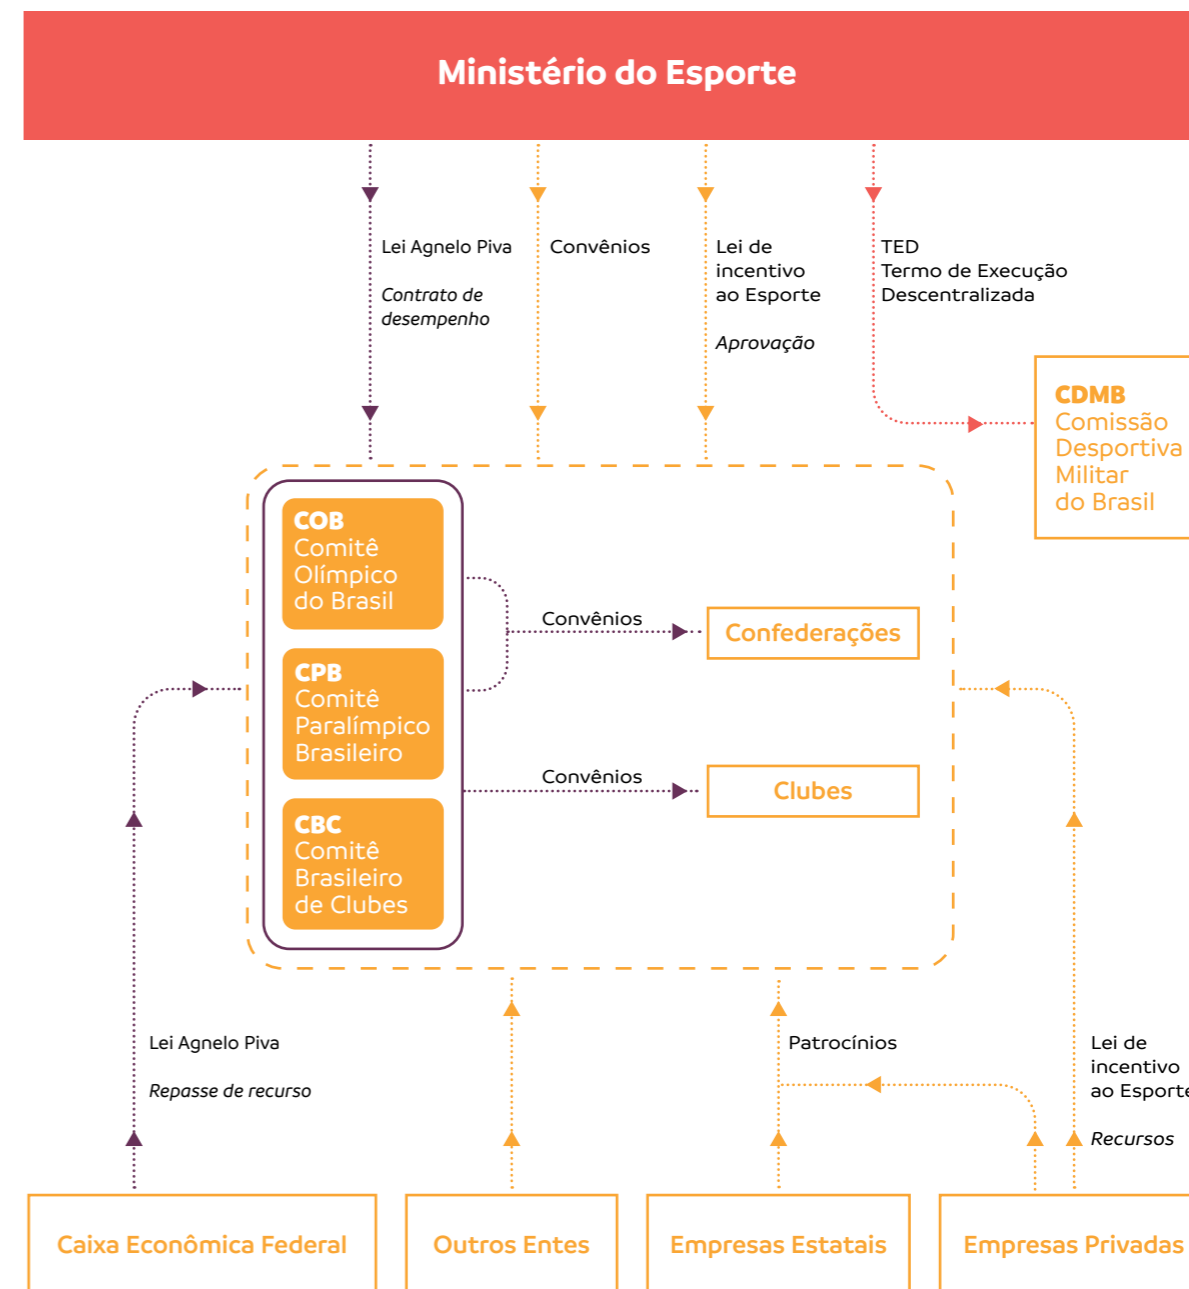 Ministério do Esporte
Lei Agnelo Piva
Contrato de
desempenho
Convênios
Lei de
incentivo
ao Esporte
Aprovação
TED
Termo de Execução
Descentralizada
CDMB
Comissão
Desportiva
Militar
do Brasil
COB
Comitê
Olímpico
do Brasil
CPB
Comitê
Paralímpico
Brasileiro
CBC
Comitê
Brasileiro
de Clubes
Convênios
Confederações
Convênios
Clubes
Lei Agnelo Piva
Repasse de recurso
Patrocínios
Lei de
incentivo
ao Esporte
Recursos
Caixa Econômica Federal
Outros Entes
Empresas Estatais
Empresas Privadas